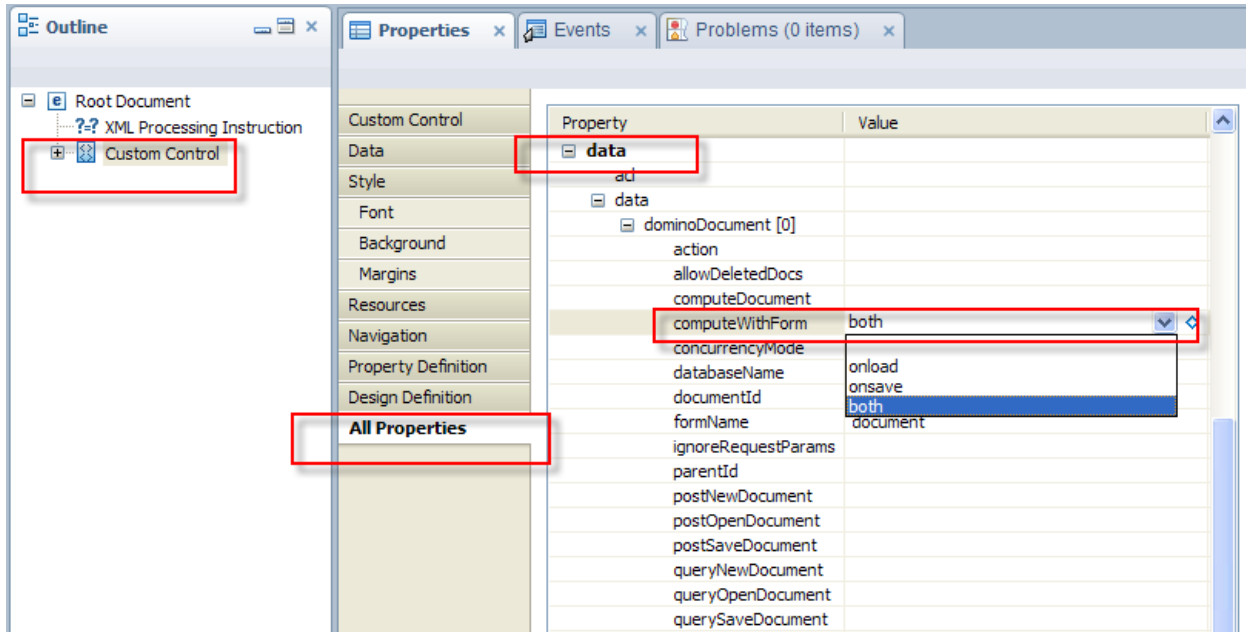 Outline
Properties
Events
Problems (0 items)
Root Document
?=? XML Processing Instruction
Custom Control
Custom Control
Data
Style
Font
Background
Margins
Resources
Navigation
Property Definition
Design Definition
All Properties
Property Value
data
acl
data
dominoDocument [0]
action
allowDeletedDocs
computeDocument
computeWithForm both
concurrencyMode
databaseName onload
onsave
documentId both
formName document
ignoreRequestParams
parentId
postNewDocument
postOpenDocument
postSaveDocument
queryNewDocument
queryOpenDocument
querySaveDocument